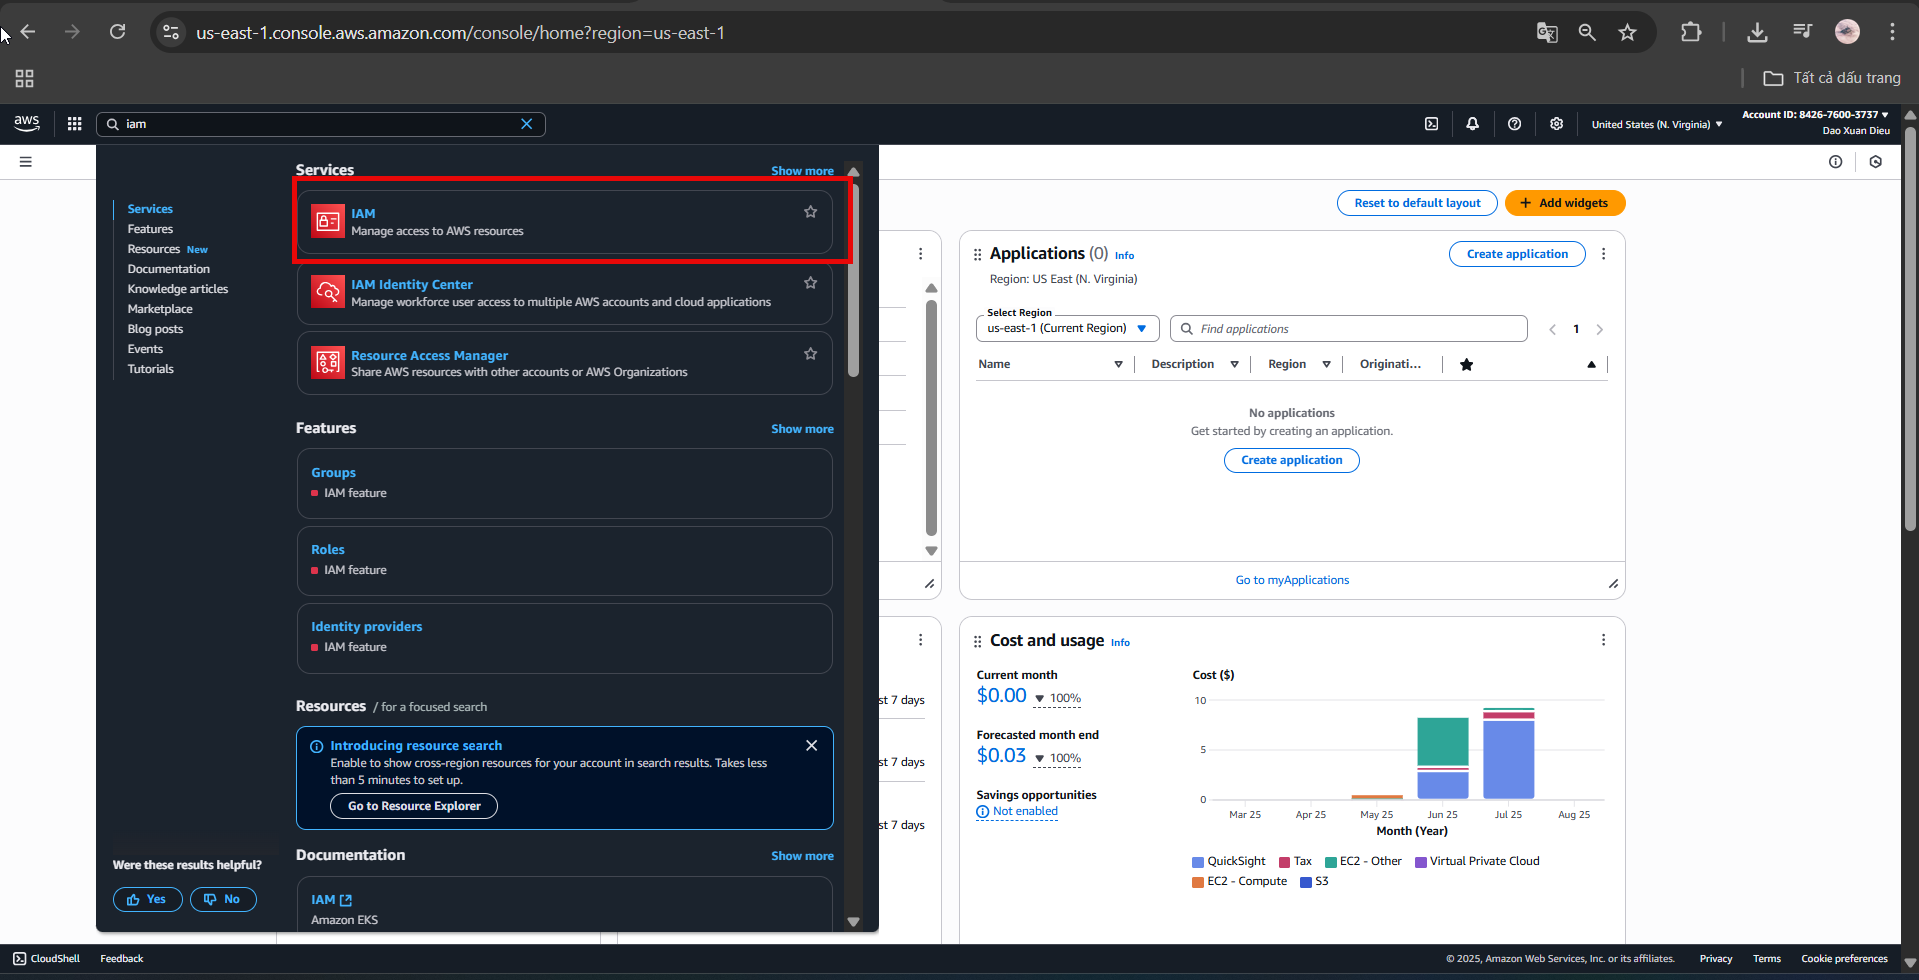 us-east-1.console.aws.amazon.com/console/home?region=us-east-1
Tất cả dấu trang
aws
iam
United States (N. Virginia)
Account ID: 8426-7600-3737
Dao Xuan Dieu
Services
Features
Resources New
Documentation
Knowledge articles
Marketplace
Blog posts
Events
Tutorials
Were these results helpful?
Yes
No
Services
Show more
IAM
Manage access to AWS resources
IAM Identity Center
Manage workforce user access to multiple AWS accounts and cloud applications
Resource Access Manager
Share AWS resources with other accounts or AWS Organizations
Features
Show more
Groups
IAM feature
Roles
IAM feature
Identity providers
IAM feature
Resources / for a focused search
Introducing resource search
Enable to show cross-region resources for your account in search results. Takes less
than 5 minutes to set up.
Go to Resource Explorer
Documentation
Show more
IAM
Amazon EKS
st 7 days
st 7 days
st 7 days
Reset to default layout
+ Add widgets
Applications (0) Info
Create application
Region: US East (N. Virginia)
Select Region
us-east-1 (Current Region)
Find applications
1
Name
Description
Region
Originati...
No applications
Get started by creating an application.
Create application
Go to myApplications
Cost and usage Info
Current month
$0.00 ▼ 100%
Forecasted month end
$0.03 ▼ 100%
Savings opportunities
Not enabled
Cost ($)
10
5
0
Mar 25
Apr 25
May 25
Jun 25
Jul 25
Aug 25
Month (Year)
QuickSight
Tax
EC2 - Other
Virtual Private Cloud
EC2 - Compute
S3
CloudShell
Feedback
© 2025, Amazon Web Services, Inc. or its affiliates.
Privacy
Terms
Cookie preferences